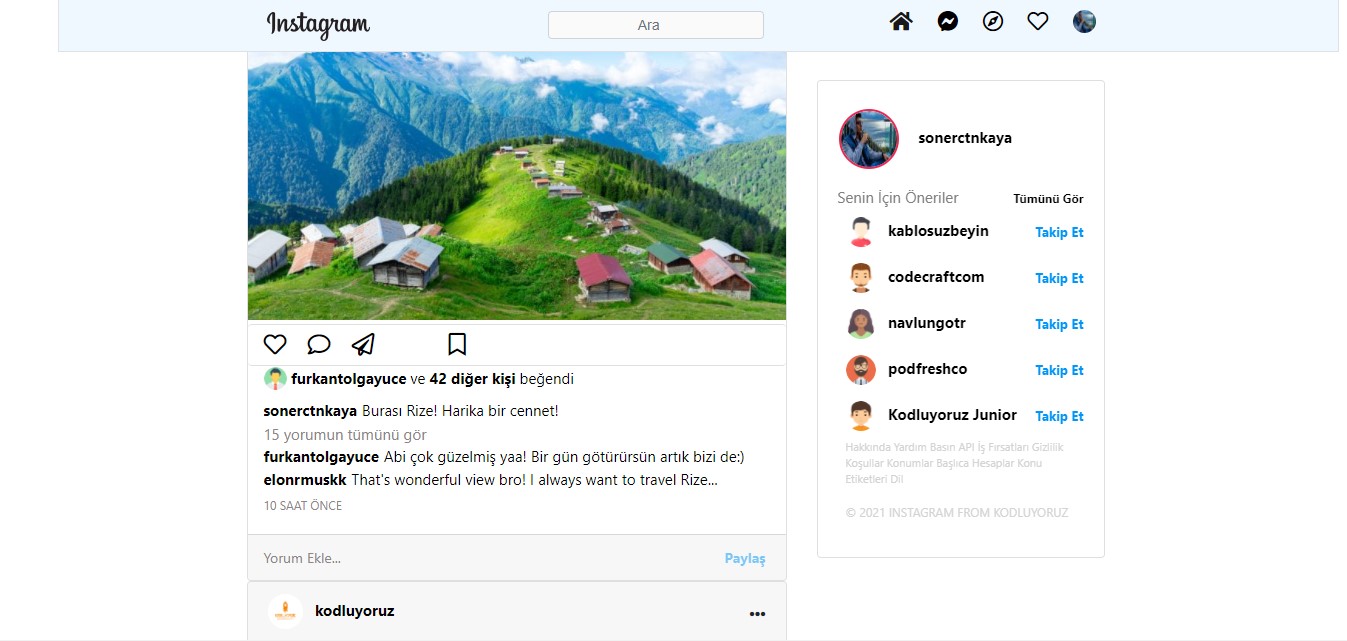 Instagram
Ara
furkantolgayuce ve 42 diğer kişi beğendi
sonerctnkaya Burası Rize! Harika bir cennet!
15 yorumun tümünü gör
furkantolgayuce Abi çok güzelmiş yaa! Bir gün götürürsün artık bizi de:)
elonrmuskk That's wonderful view bro! I always want to travel Rize...
10 SAAT ÖNCE
Yorum Ekle... Paylaş
kodluyoruz
sonerctnkaya
Senin İçin Öneriler Tümünü Gör
kablosuzbeyin Takip Et
codecraftcom Takip Et
navlungotr Takip Et
podfreshco Takip Et
Kodluyoruz Junior Takip Et
Hakkında Yardım Basın API İş Fırsatları Gizlilik
Koşullar Konumlar Başlıca Hesaplar Konu
Etiketleri Dil
© 2021 INSTAGRAM FROM KODLUYORUZ